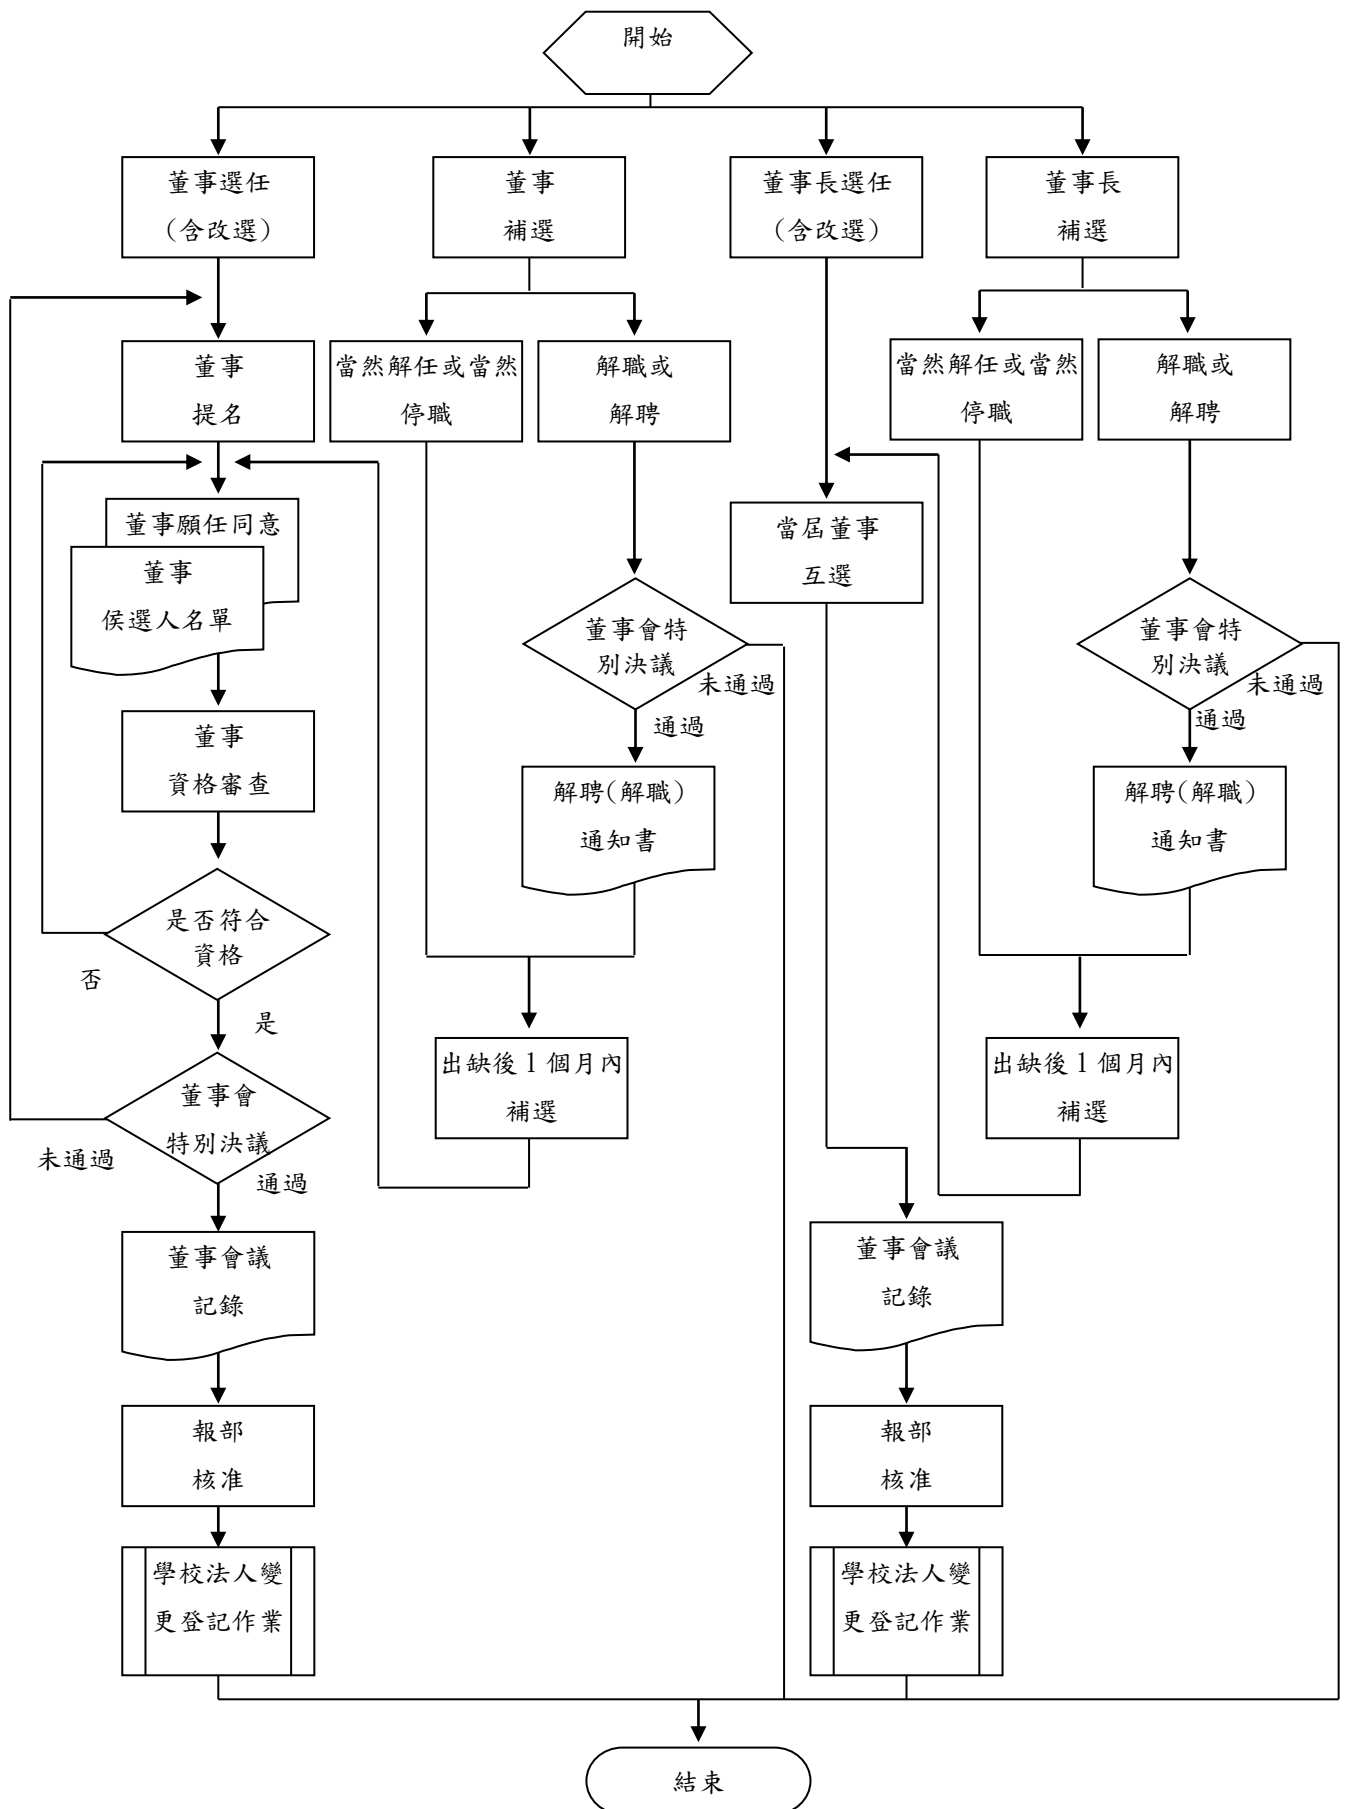 開始
董事選任
(含改選)
董事
補選
董事長選任
(含改選)
董事長
補選
董事
提名
當然解任或當然
停職
解職或
解聘
當然解任或當然
停職
解職或
解聘
董事願任同意
董事
侯選人名單
當屆董事
互選
董事會特
別決議
未通過
通過
董事會特
別決議
未通過
通過
董事
資格審查
解聘(解職)
通知書
解聘(解職)
通知書
是否符合
資格
否
是
出缺後1個月內
補選
出缺後1個月內
補選
董事會
特別決議
未通過
通過
董事會議
記錄
董事會議
記錄
報部
核准
報部
核准
學校法人變
更登記作業
學校法人變
更登記作業
結束